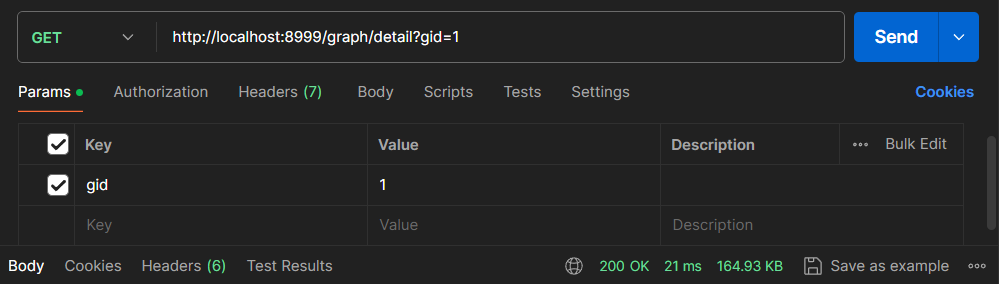 GET http://localhost:8999/graph/detail?gid=1 Send
Params Authorization Headers (7) Body Scripts Tests Settings Cookies
Key Value Description Bulk Edit
gid 1
Key Value Description
Body Cookies Headers (6) Test Results 200 OK 21 ms 164.93 KB Save as example